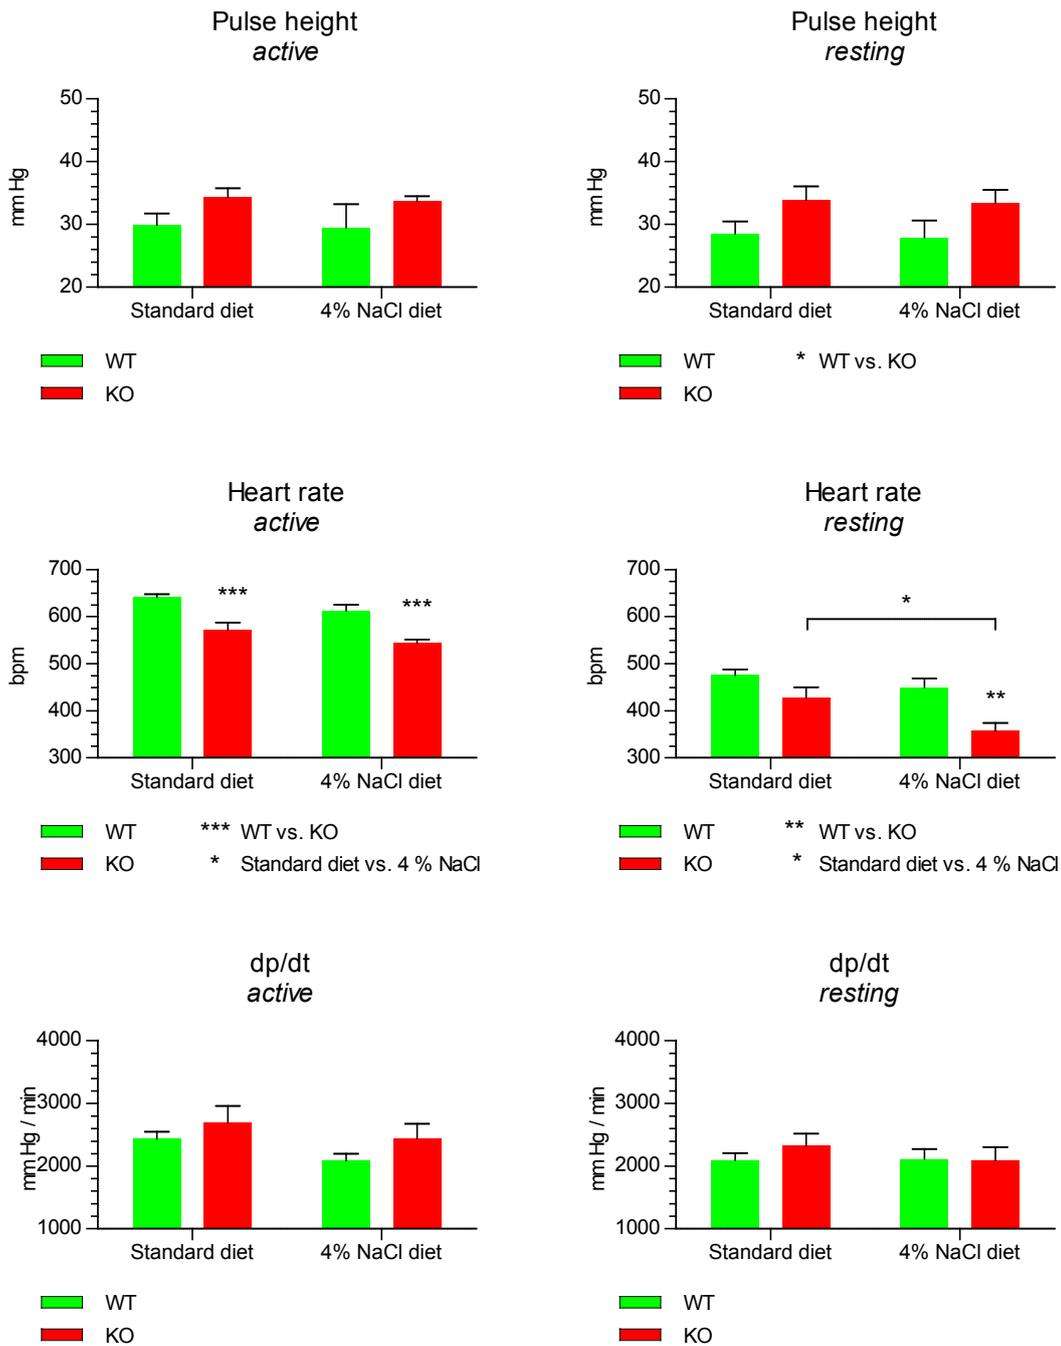 Pulse height
active
Pulse height
resting
mm Hg
50
40
30
20
Standard diet 4% NaCl diet
mm Hg
50
40
30
20
Standard diet 4% NaCl diet
WT
KO
WT * WT vs. KO
KO
Heart rate
active
Heart rate
resting
bpm
700
600
500
400
300
*** ***
Standard diet 4% NaCl diet
bpm
700
600
500
400
300
*
**
Standard diet 4% NaCl diet
WT *** WT vs. KO
KO * Standard diet vs. 4 % NaCl
WT ** WT vs. KO
KO * Standard diet vs. 4 % NaCl
dp/dt
active
dp/dt
resting
mm Hg / min
4000
3000
2000
1000
Standard diet 4% NaCl diet
mm Hg / min
4000
3000
2000
1000
Standard diet 4% NaCl diet
WT
KO
WT
KO